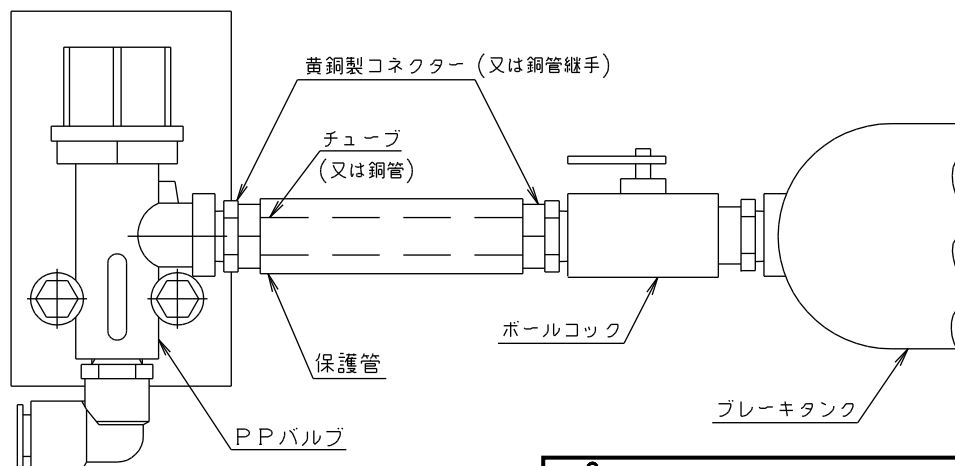 黄銅製コネクター (又は銅管継手)
チューブ
(又は銅管)
ボールコック
保護管
ブレーキタンク
PPバルブ